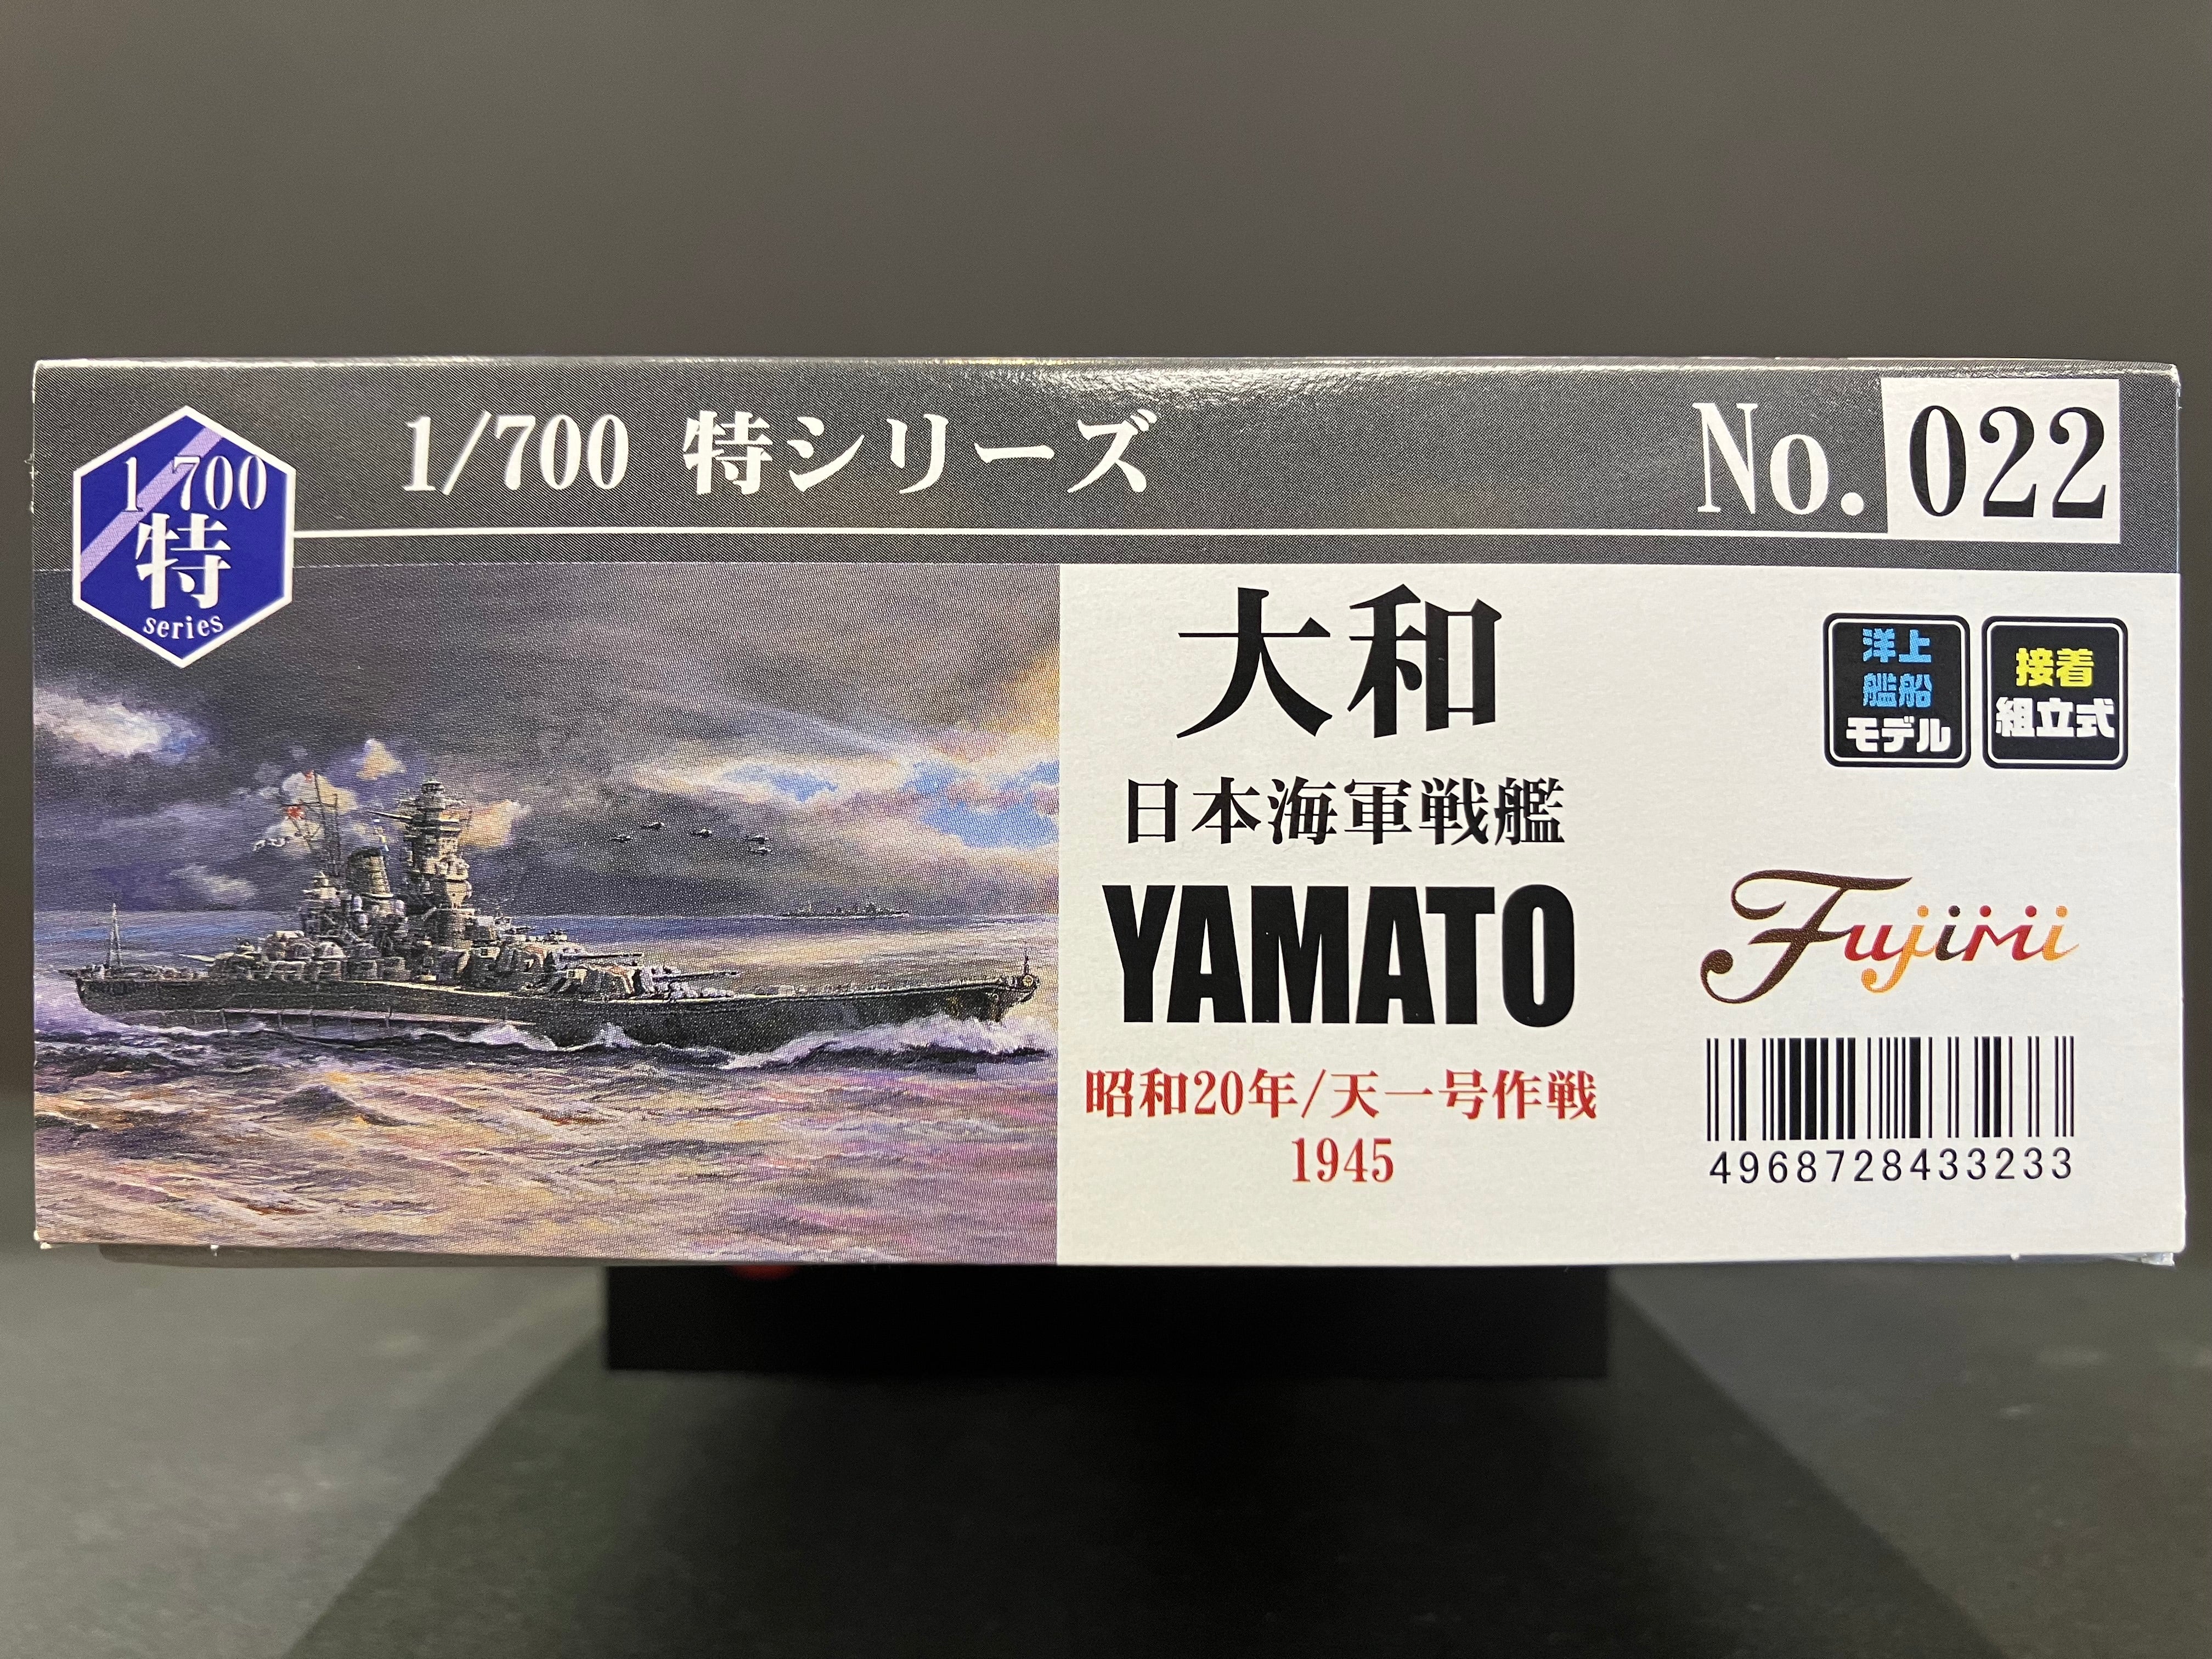 1/700 特シリーズ
No. 022
1/700
特
series
大和
日本海軍戦艦
YAMATO
昭和20年/天一号作戦
1945
洋上
艦船
モデル
接着
組立式
Fujimi
4968728433233